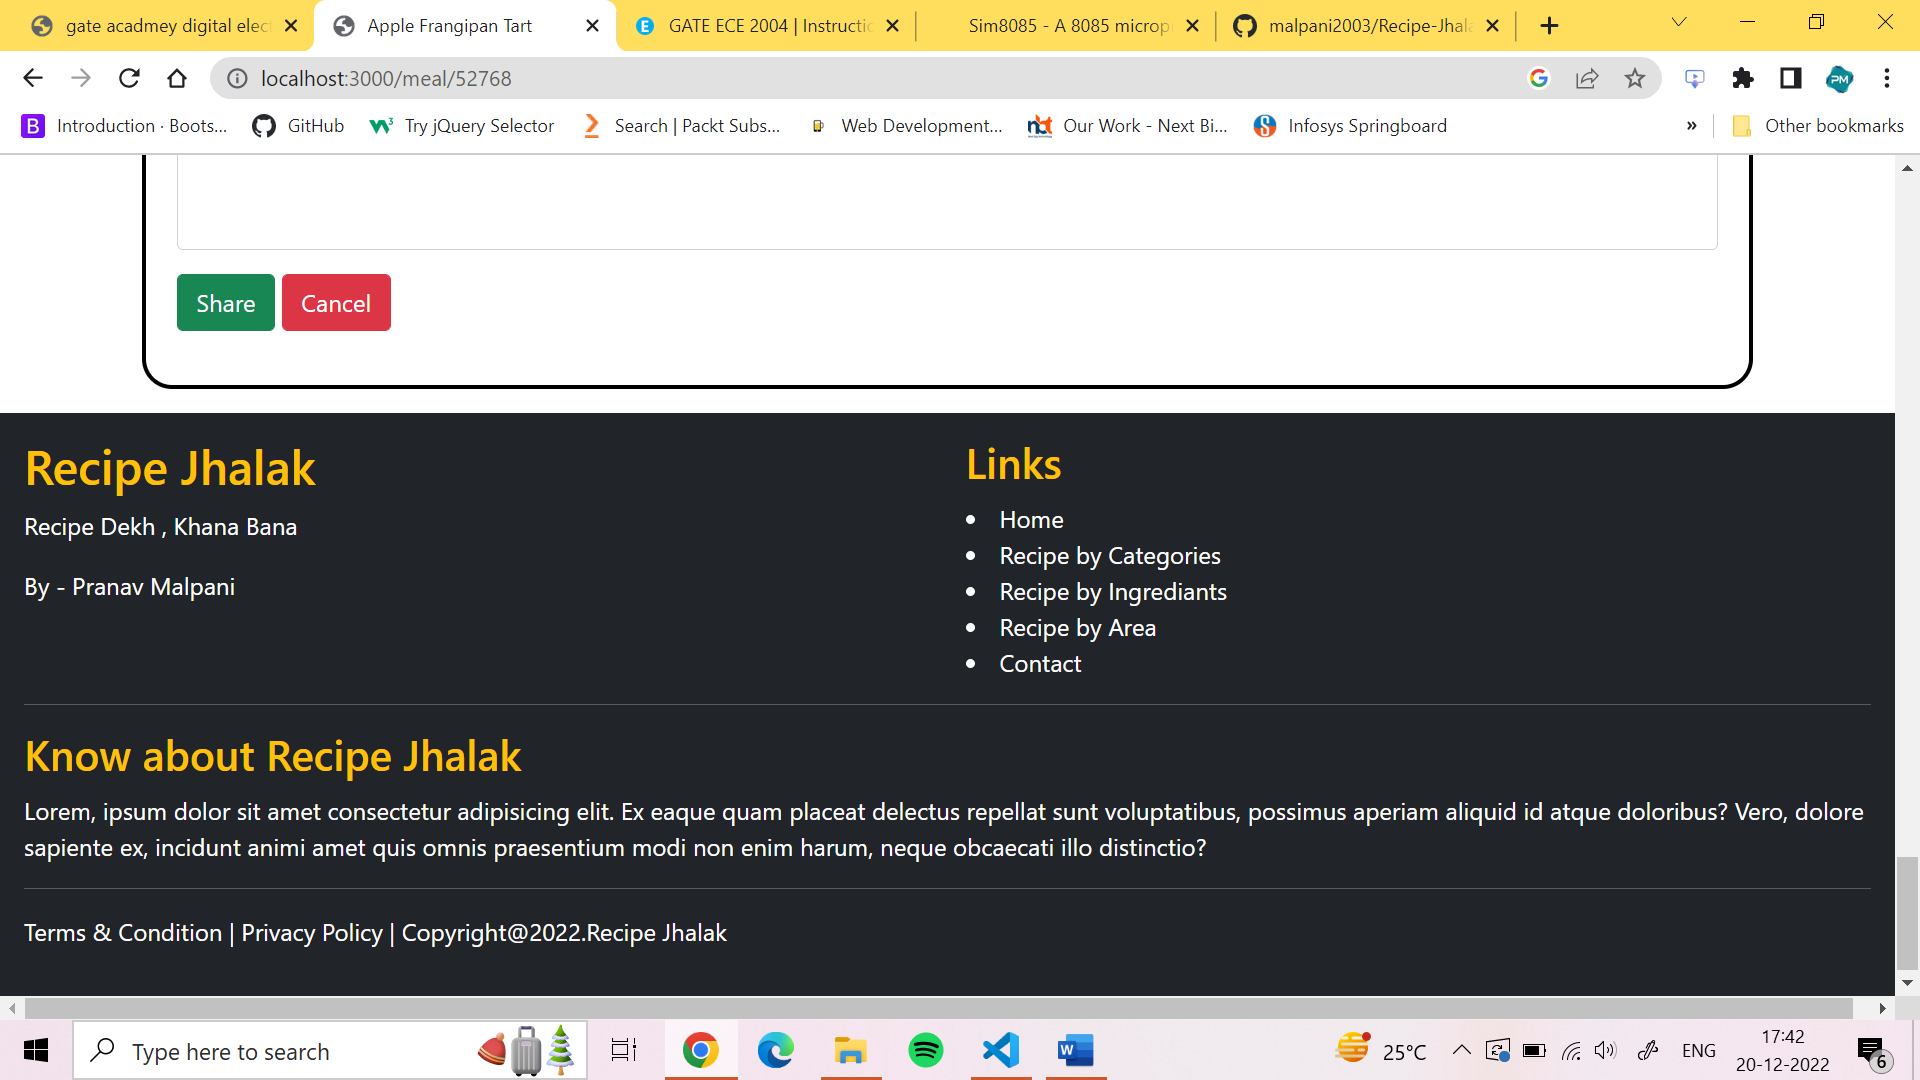 gate acadmey digital elec
Apple Frangipan Tart
GATE ECE 2004 | Instructio
Sim8085 - A 8085 microp
malpani2003/Recipe-Jhala
localhost:3000/meal/52768
Introduction · Boots...
GitHub
Try jQuery Selector
Search | Packt Subs...
Web Development...
Our Work - Next Bi...
Infosys Springboard
»
Other bookmarks
Share
Cancel
Recipe Jhalak
Recipe Dekh , Khana Bana
By - Pranav Malpani
Links
Home
Recipe by Categories
Recipe by Ingrediants
Recipe by Area
Contact
Know about Recipe Jhalak
Lorem, ipsum dolor sit amet consectetur adipisicing elit. Ex eaque quam placeat delectus repellat sunt voluptatibus, possimus aperiam aliquid id atque doloribus? Vero, dolore
sapiente ex, incidunt animi amet quis omnis praesentium modi non enim harum, neque obcaecati illo distinctio?
Terms & Condition | Privacy Policy | Copyright@2022.Recipe Jhalak
Type here to search
25°C
ENG
17:42
20-12-2022
6